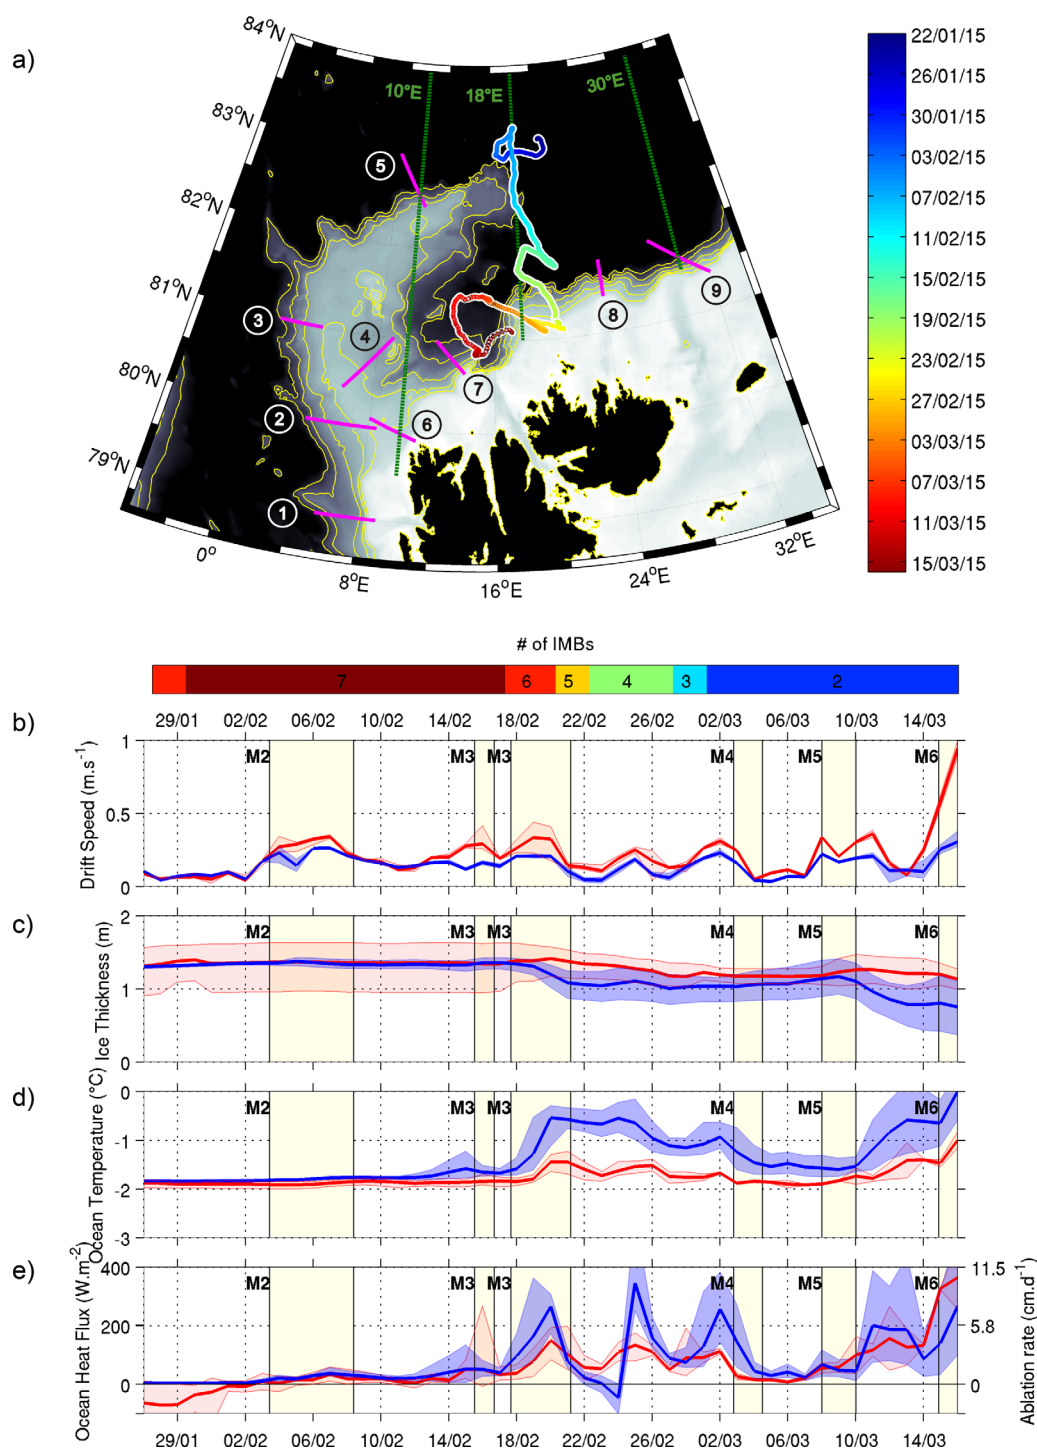 a)
84°N
83°N
82°N
81°N
80°N
79°N
0°
8°E
16°E
24°E
32°E
10°E
18°E
30°E
5
3
4
2
1
6
7
8
9
22/01/15
26/01/15
30/01/15
03/02/15
07/02/15
11/02/15
15/02/15
19/02/15
23/02/15
27/02/15
03/03/15
07/03/15
11/03/15
15/03/15
# of IMBs
7 6 5 4 3 2
29/01 02/02 06/02 10/02 14/02 18/02 22/02 26/02 02/03 06/03 10/03 14/03
b)
Drift Speed (m.s⁻¹)
1
0.5
0
M2 M3 M3 M4 M5 M6
c)
Ice Thickness (m)
2
1
0
M2 M3 M3 M4 M5 M6
d)
Ocean Temperature (°C)
0
-1
-2
-3
M2 M3 M3 M4 M5 M6
e)
Ocean Heat Flux (W.m⁻²)
400
200
0
M2 M3 M3 M4 M5 M6
11.5
5.8
0
Ablation rate (cm.d⁻¹)
29/01 02/02 06/02 10/02 14/02 18/02 22/02 26/02 02/03 06/03 10/03 14/03